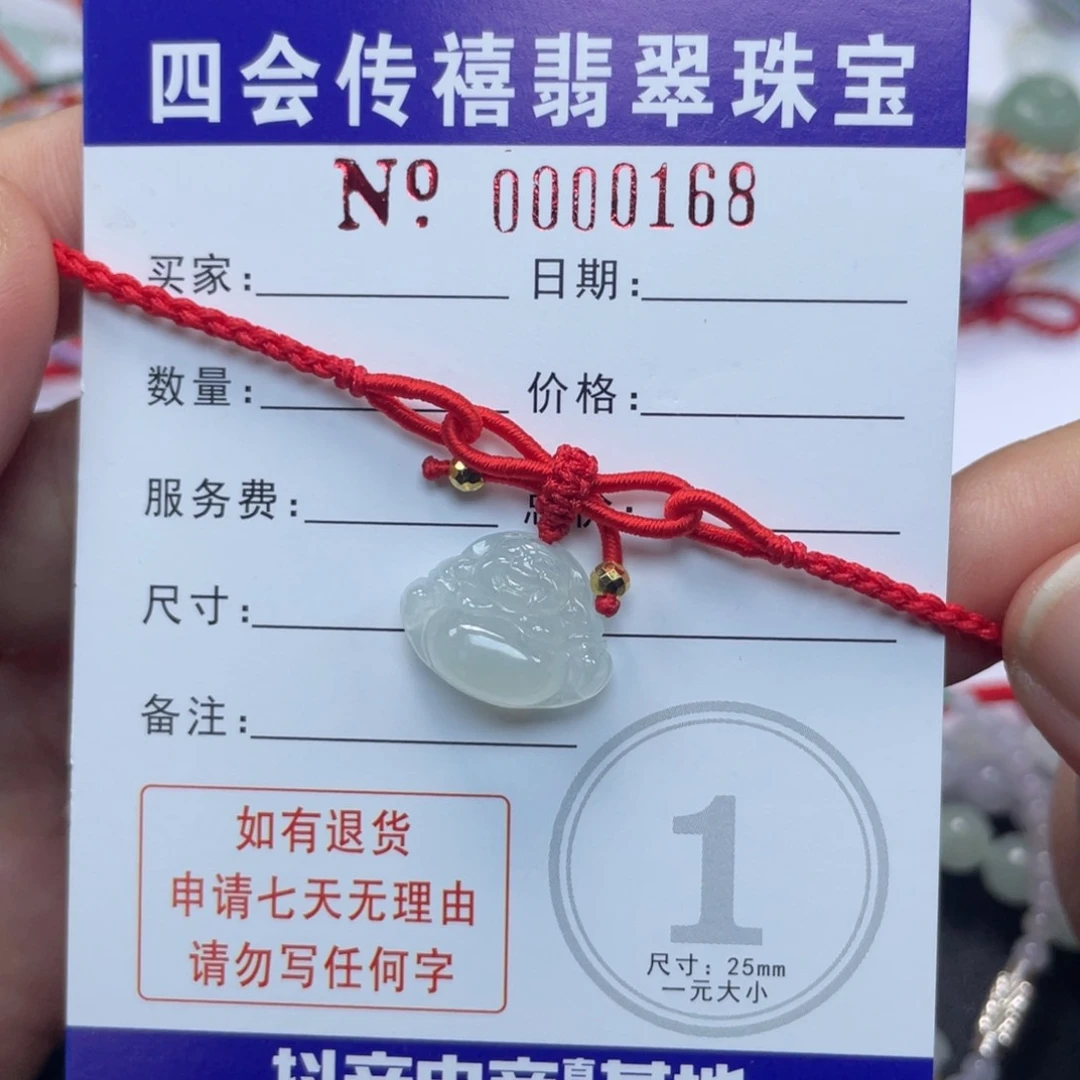 四会传禧翡翠珠宝
Nº. 0000168
买家: 日期:
数量: 价格:
服务费: 总价:
尺寸:
备注:
如有退货
申请七天无理由
请勿写任何字
1
尺寸: 25mm
一元大小